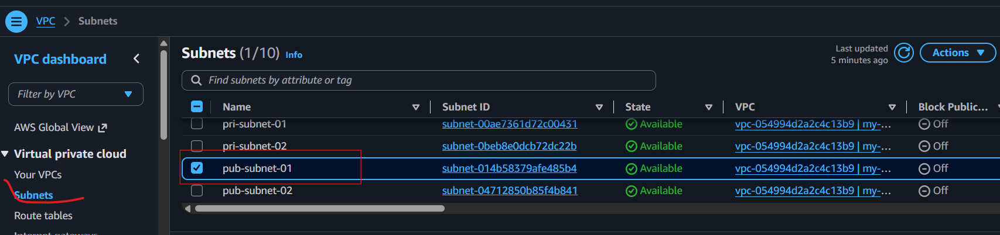 VPC > Subnets
VPC dashboard
Filter by VPC
AWS Global View
Virtual private cloud
Your VPCs
Subnets
Route tables
Subnets (1/10) Info
Last updated
5 minutes ago
Actions
Find subnets by attribute or tag
Name Subnet ID State VPC Block Public...
pri-subnet-01 subnet-00ae7361d72c00431 Available vpc-054994d2a2c4c13b9 | my-... Off
pri-subnet-02 subnet-0beb8e0dcb72dc22b Available vpc-054994d2a2c4c13b9 | my-... Off
pub-subnet-01 subnet-014b58379afe485b4 Available vpc-054994d2a2c4c13b9 | my-... Off
pub-subnet-02 subnet-04712850b85f4b841 Available vpc-054994d2a2c4c13b9 | my-... Off